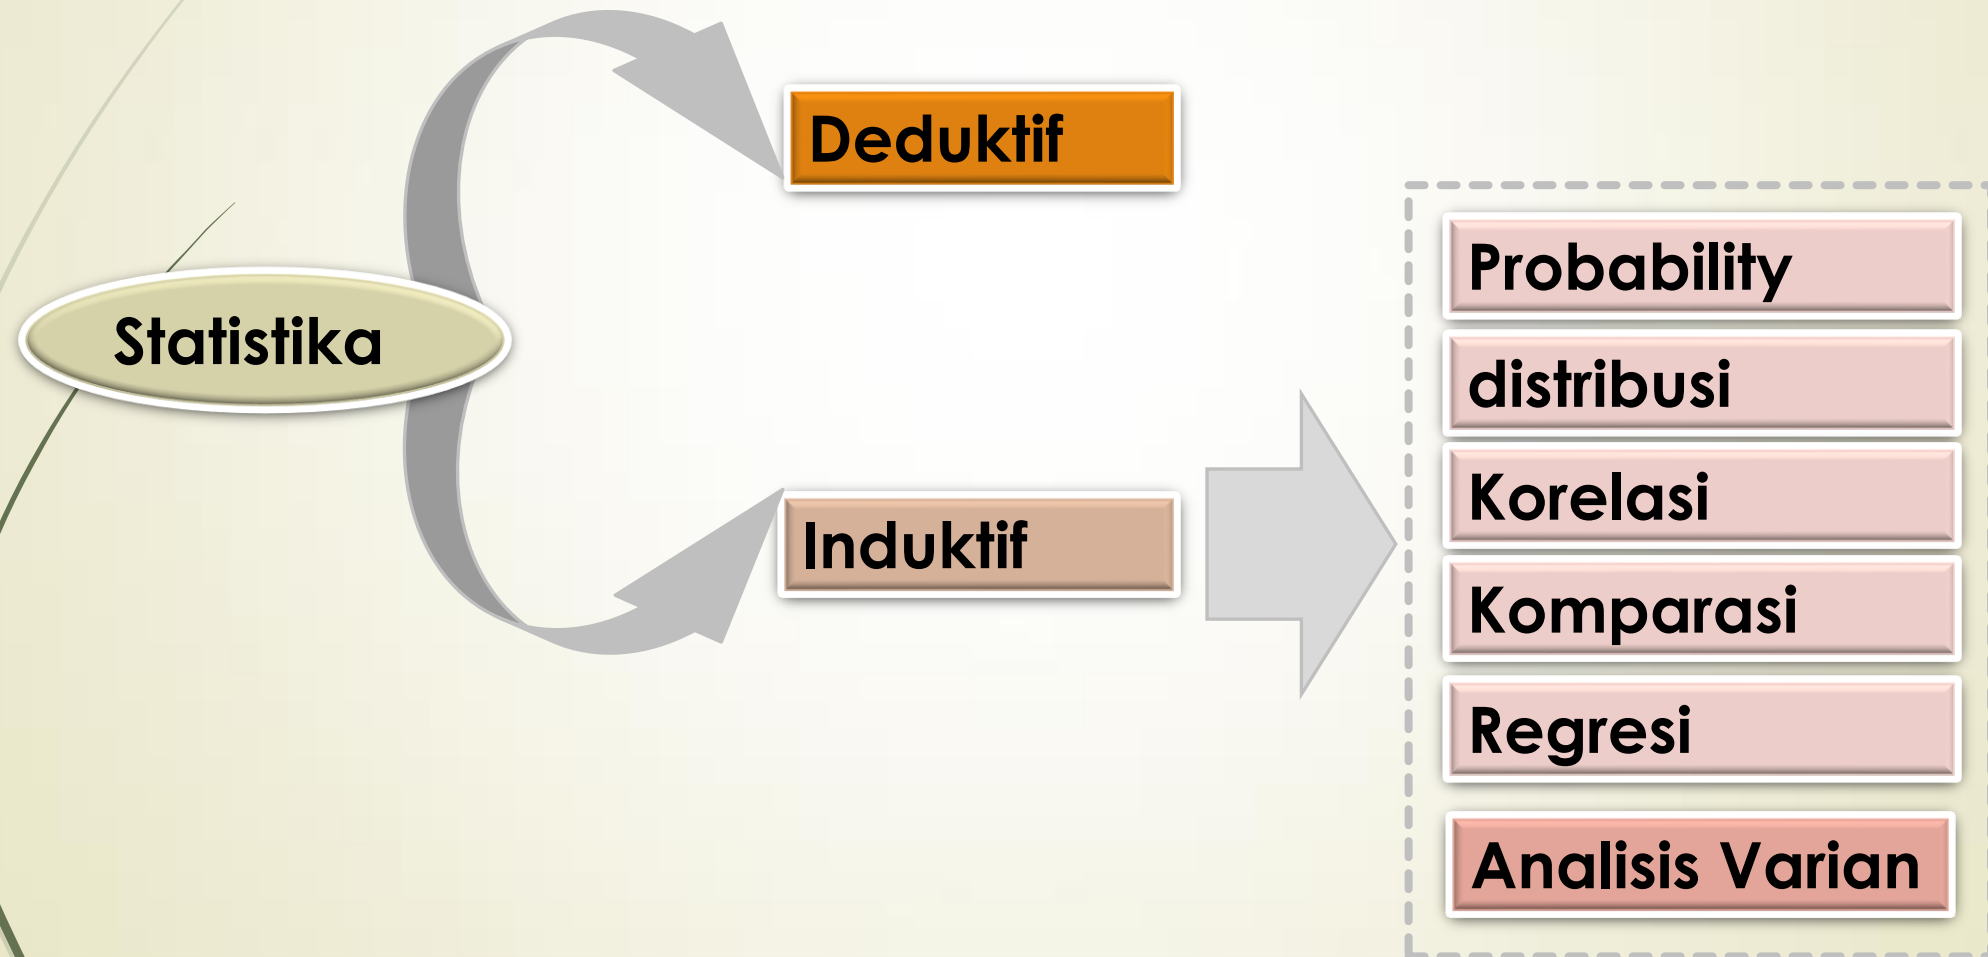 Statistika
Deduktif
Induktif
Probability
distribusi
Korelasi
Komparasi
Regresi
Analisis Varian